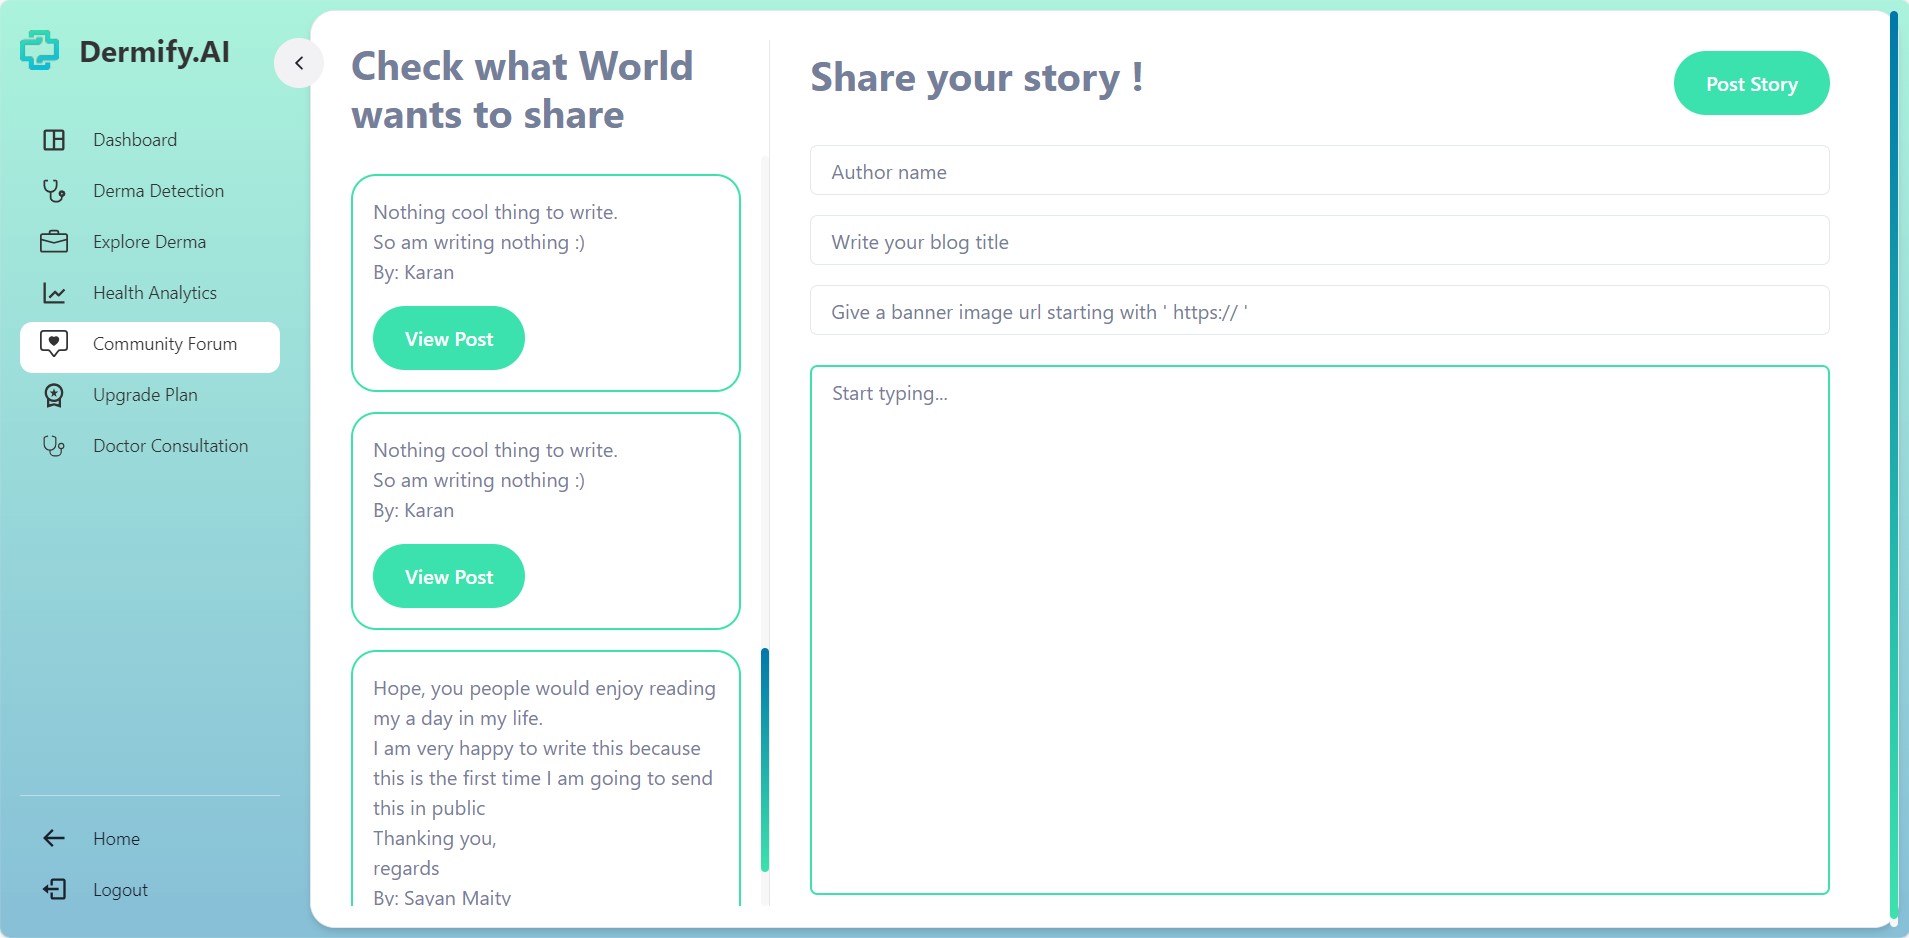 Dermify.AI
Dashboard
Derma Detection
Explore Derma
Health Analytics
Community Forum
Upgrade Plan
Doctor Consultation
Home
Logout
Check what World
wants to share
Nothing cool thing to write.
So am writing nothing :)
By: Karan
View Post
Nothing cool thing to write.
So am writing nothing :)
By: Karan
View Post
Hope, you people would enjoy reading
my a day in my life.
I am very happy to write this because
this is the first time I am going to send
this in public
Thanking you,
regards
By: Sayan Maity
Share your story !
Post Story
Author name
Write your blog title
Give a banner image url starting with ' https:// '
Start typing...